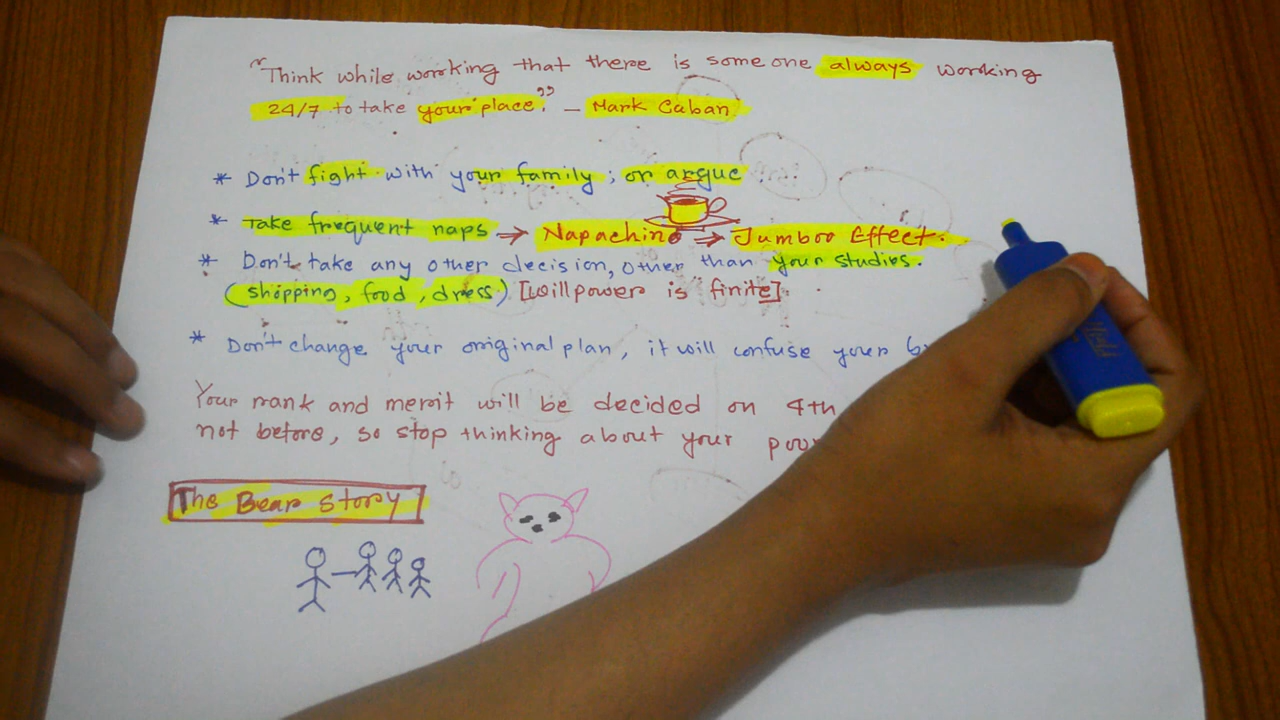 "Think while working that there is some one always working
24/7 to take your place." – Mark Caban
* Don't fight with your family ; or argue
* Take frequent naps ⇒ Napachino ⇒ Jumboo Effect.
* Don't take any other decision, other than your studies.
(shopping, food, dress) [willpower is finite].
* Don't change your original plan, it will confuse your
Your rank and merit will be decided on 4th
not before, so stop thinking about your
The Bear Story